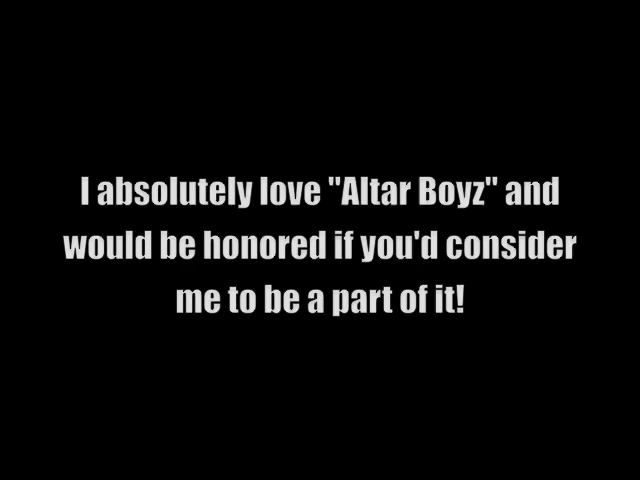 I absolutely love "Altar Boyz" and
would be honored if you'd consider
me to be a part of it!